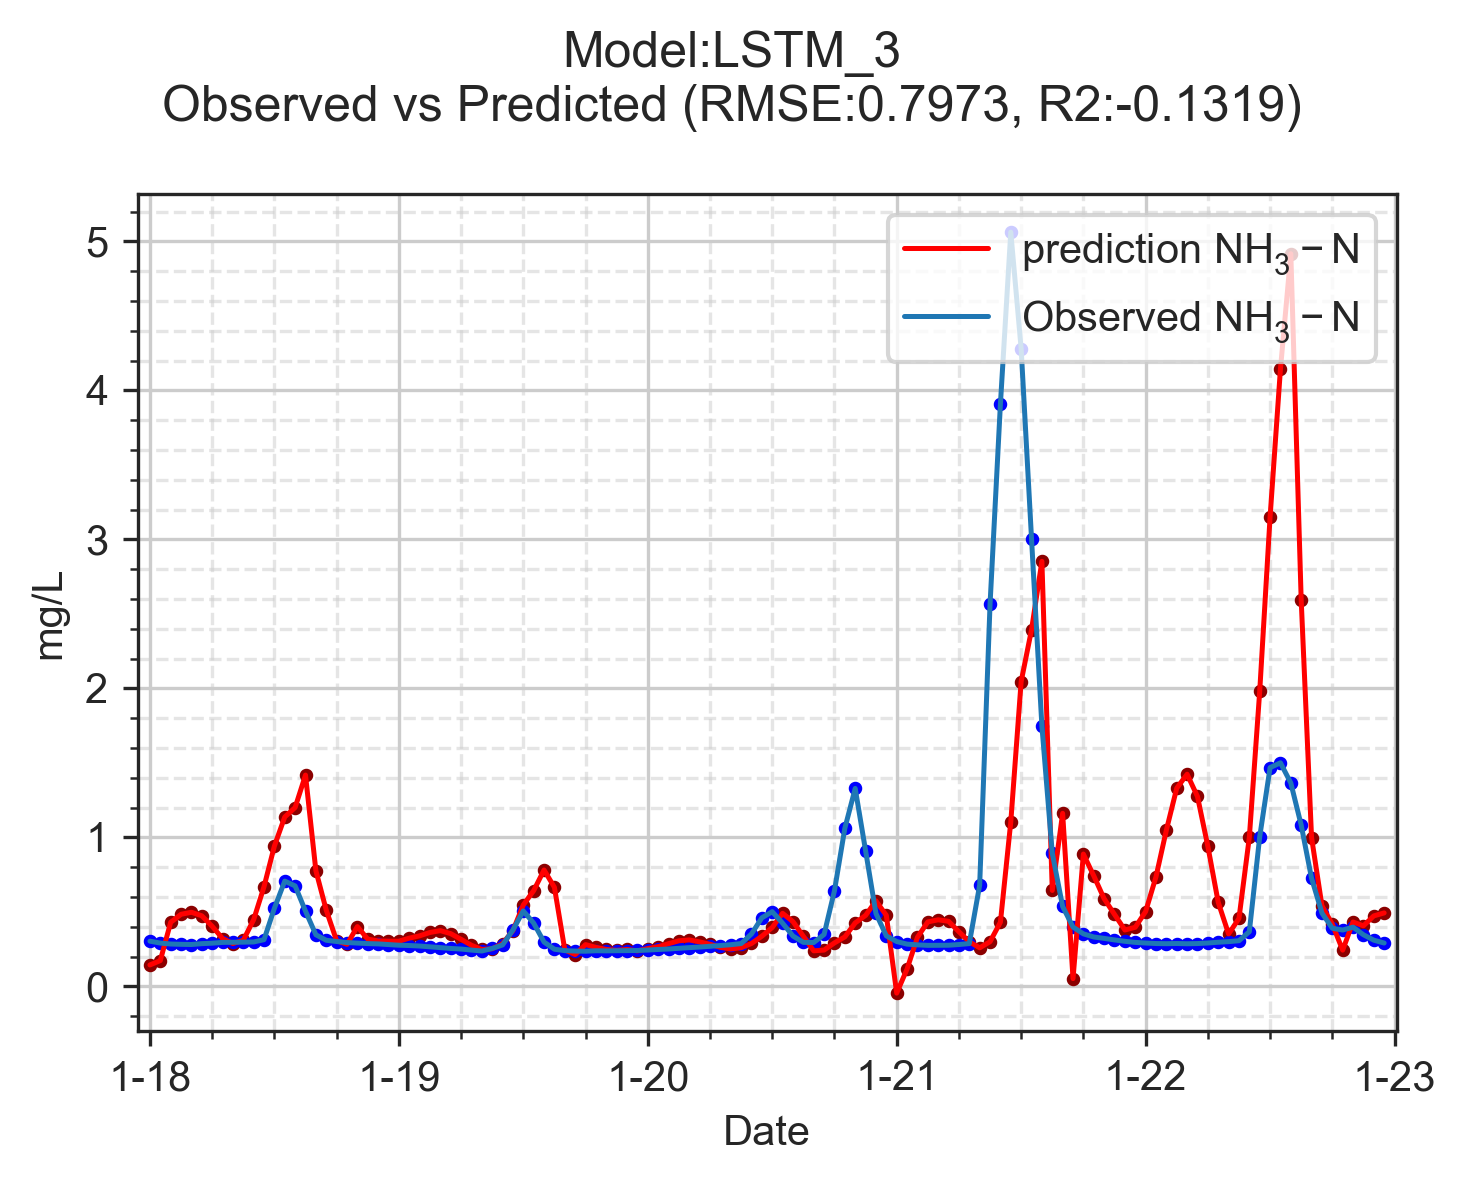 Model:LSTM_3
Observed vs Predicted (RMSE:0.7973, R2:-0.1319)
prediction NH₃ − N
Observed NH₃ − N
5
4
3
2
1
0
mg/L
1-18 1-19 1-20 1-21 1-22 1-23
Date